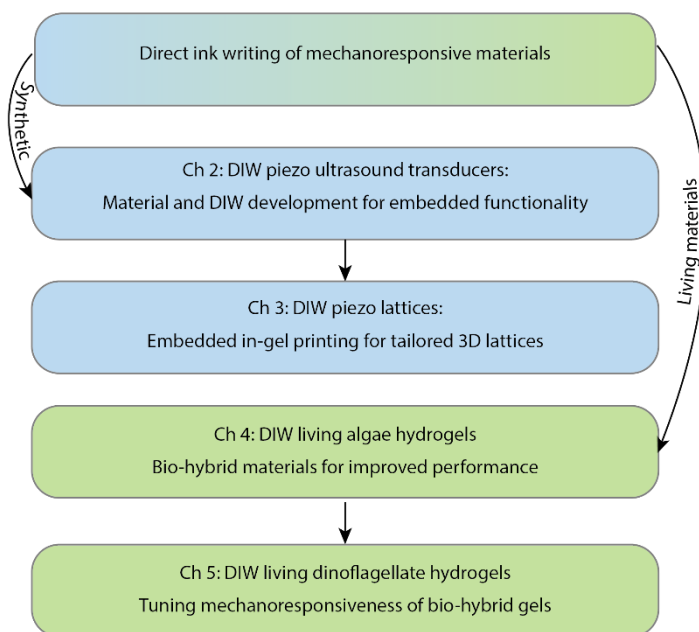 Direct ink writing of mechanoresponsive materials
Synthetic
Ch 2: DIW piezo ultrasound transducers:
Material and DIW development for embedded functionality
Living materials
Ch 3: DIW piezo lattices:
Embedded in-gel printing for tailored 3D lattices
Ch 4: DIW living algae hydrogels
Bio-hybrid materials for improved performance
Ch 5: DIW living dinoflagellate hydrogels
Tuning mechanoresponsiveness of bio-hybrid gels